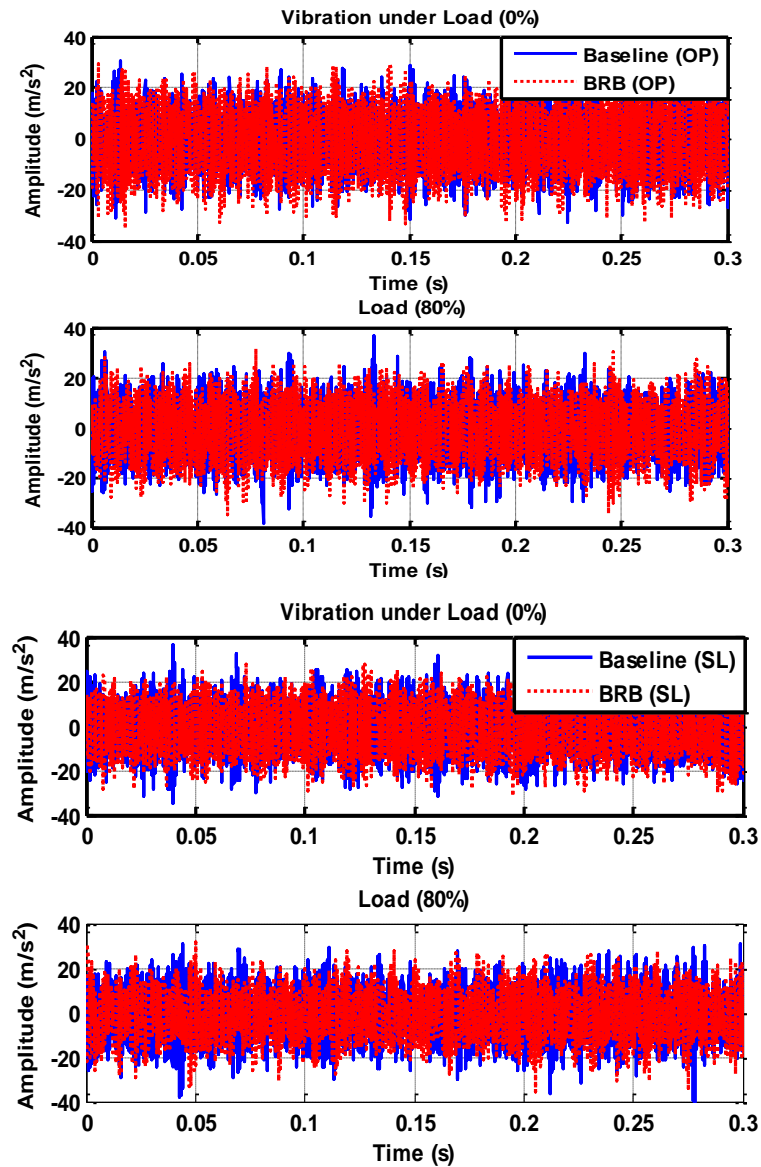 Vibration under Load (0%)
40
20
0
-20
-40
Amplitude (m/s²)
Baseline (OP)
BRB (OP)
0 0.05 0.1 0.15 0.2 0.25 0.3
Time (s)
Load (80%)
40
20
0
-20
-40
Amplitude (m/s²)
0 0.05 0.1 0.15 0.2 0.25 0.3
Time (s)
Vibration under Load (0%)
40
20
0
-20
-40
Amplitude (m/s²)
Baseline (SL)
BRB (SL)
0 0.05 0.1 0.15 0.2 0.25 0.3
Time (s)
Load (80%)
40
20
0
-20
-40
Amplitude (m/s²)
0 0.05 0.1 0.15 0.2 0.25 0.3
Time (s)